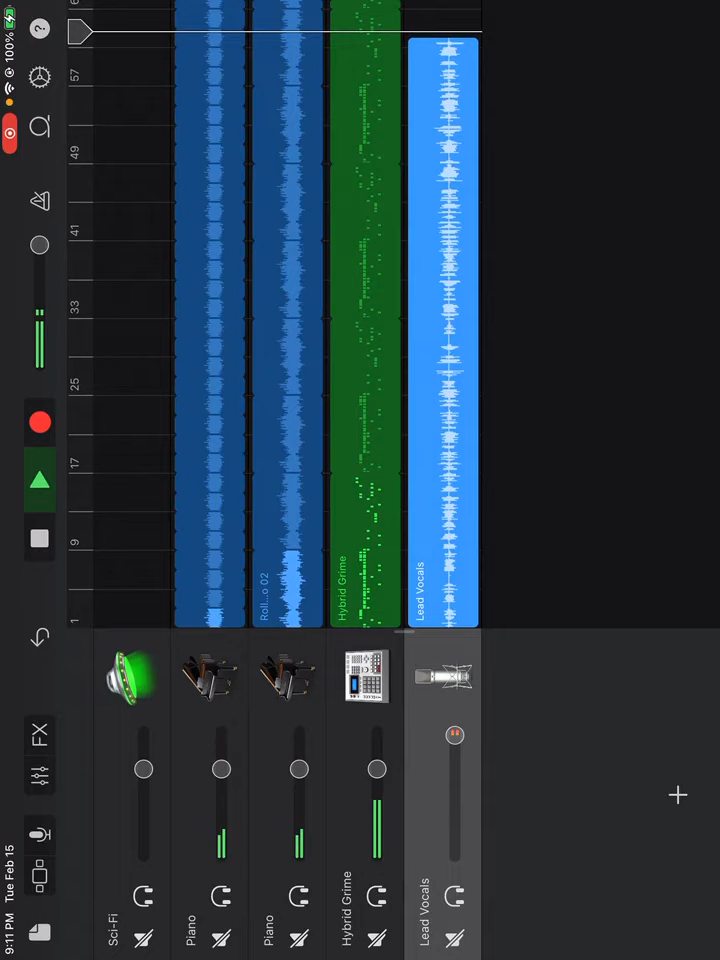 9:11 PM Tue Feb 15
100%
FX
?
1 9 17 25 33 41 49 57
Sci-Fi
Piano
Piano
Roll...o 02
Hybrid Grime
Hybrid Grime
Lead Vocals
Lead Vocals